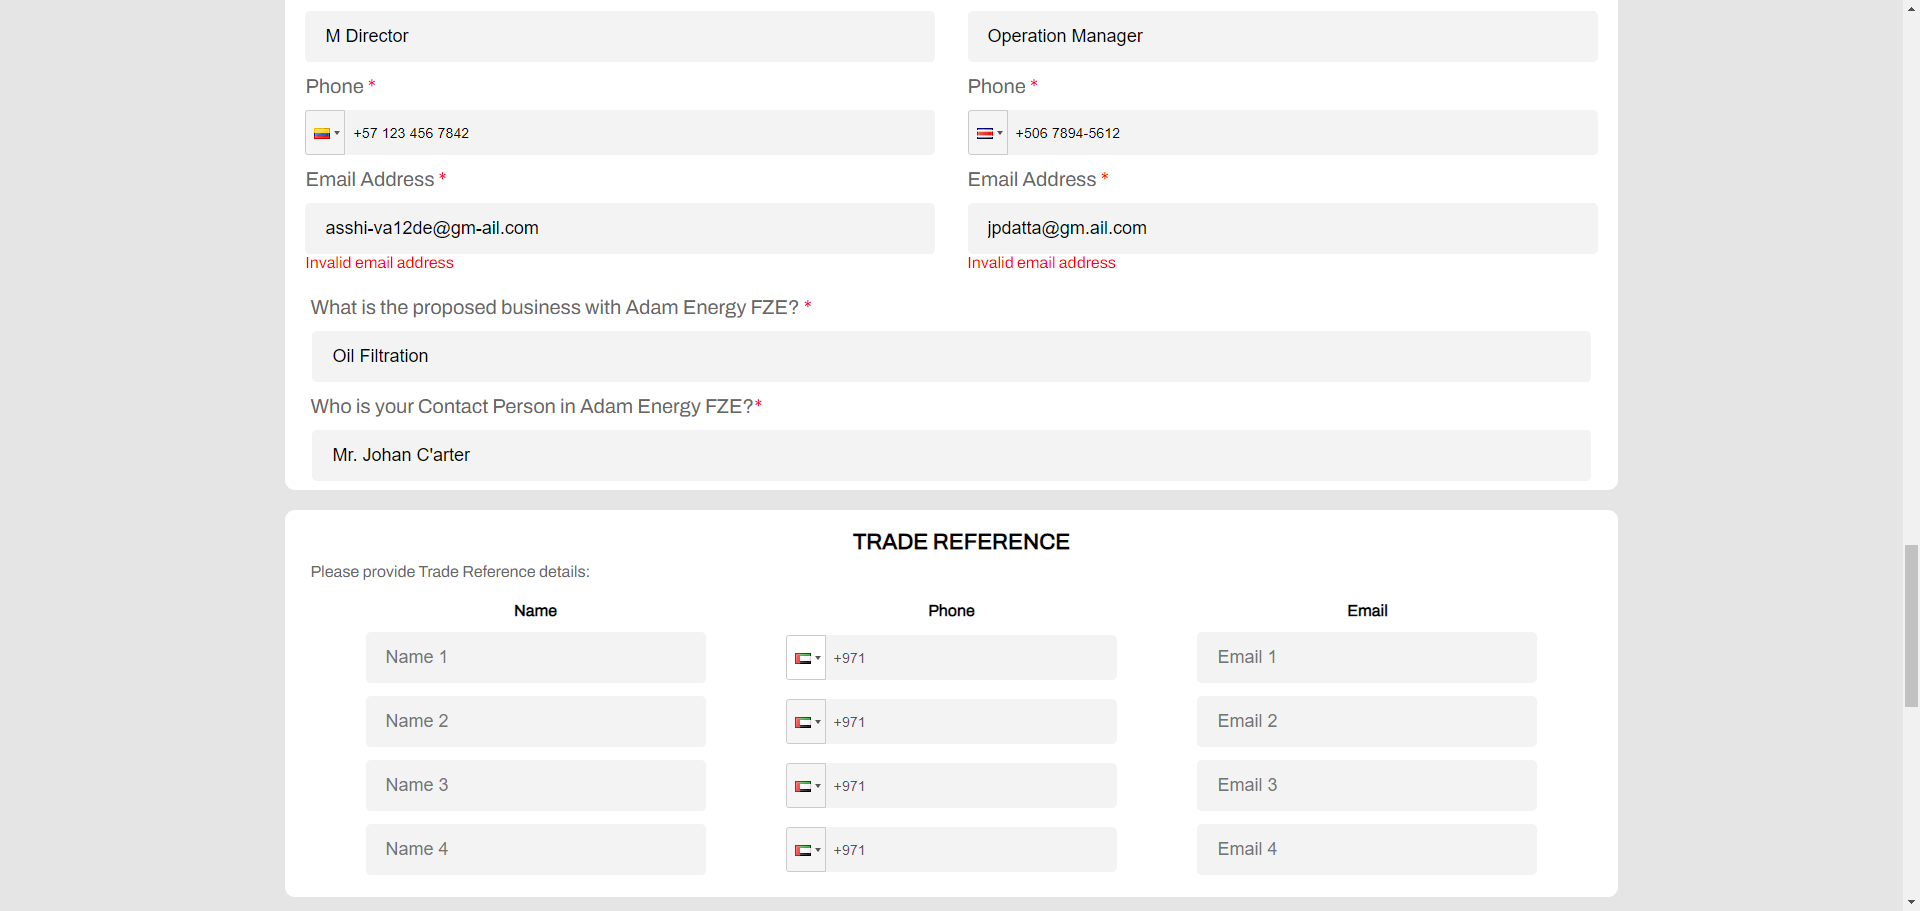 M Director
Operation Manager
Phone *
Phone *
+57 123 456 7842
+506 7894-5612
Email Address *
Email Address *
asshi-va12de@gm-ail.com
jpdatta@gm.ail.com
Invalid email address
Invalid email address
What is the proposed business with Adam Energy FZE? *
Oil Filtration
Who is your Contact Person in Adam Energy FZE?*
Mr. Johan C'arter
TRADE REFERENCE
Please provide Trade Reference details:
Name
Phone
Email
Name 1
+971
Email 1
Name 2
+971
Email 2
Name 3
+971
Email 3
Name 4
+971
Email 4